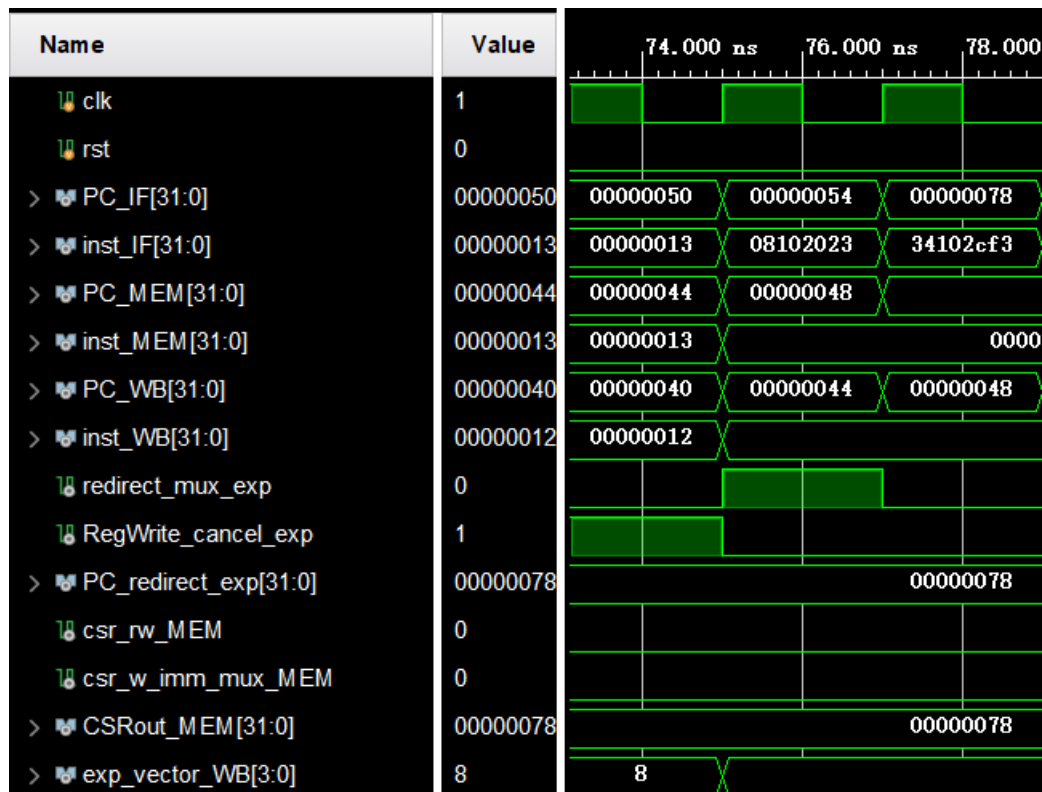 Name Value 74.000 ns 76.000 ns 78.000
clk 1
rst 0
PC_IF[31:0] 00000050 00000050 00000054 00000078
inst_IF[31:0] 00000013 00000013 08102023 34102cf3
PC_MEM[31:0] 00000044 00000044 00000048
inst_MEM[31:0] 00000013 00000013 0000
PC_WB[31:0] 00000040 00000040 00000044 00000048
inst_WB[31:0] 00000012 00000012
redirect_mux_exp 0
RegWrite_cancel_exp 1
PC_redirect_exp[31:0] 00000078 00000078
csr_rw_MEM 0
csr_w_imm_mux_MEM 0
CSRout_MEM[31:0] 00000078 00000078
exp_vector_WB[3:0] 8 8